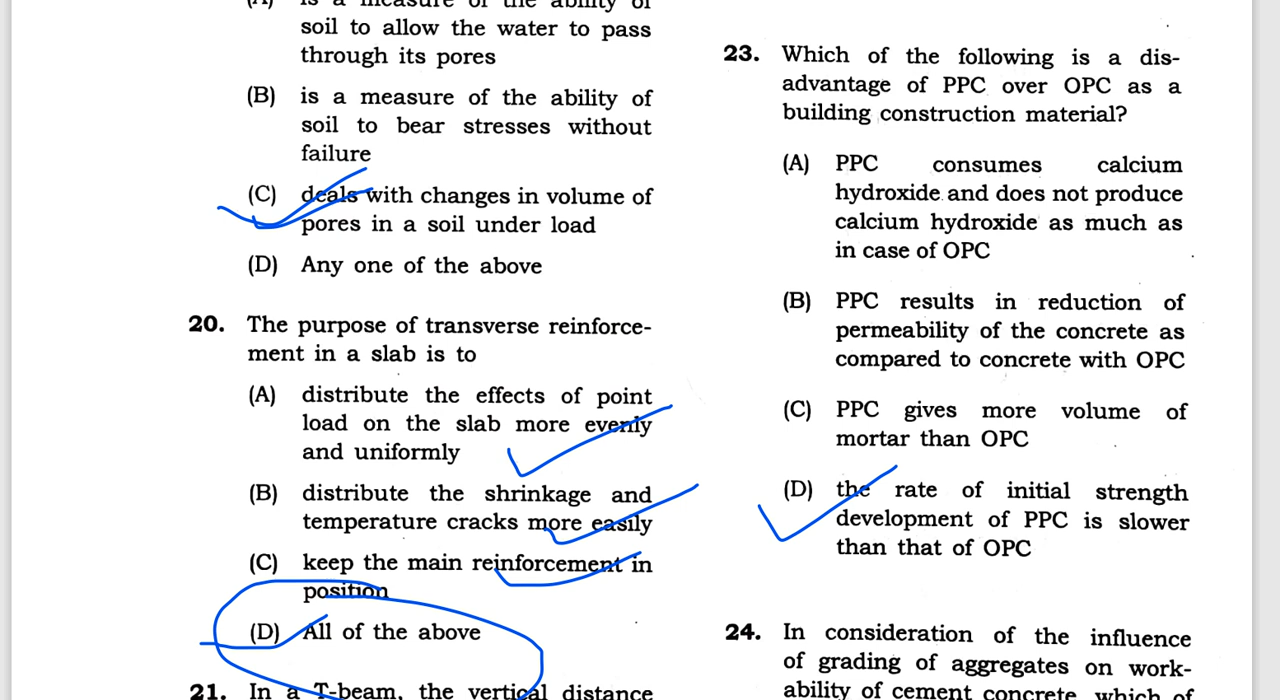 (A) is a measure of the ability of
soil to allow the water to pass
through its pores
(B) is a measure of the ability of
soil to bear stresses without
failure
(C) deals with changes in volume of
pores in a soil under load
(D) Any one of the above
20. The purpose of transverse reinforce-
ment in a slab is to
(A) distribute the effects of point
load on the slab more evenly
and uniformly
(B) distribute the shrinkage and
temperature cracks more easily
(C) keep the main reinforcement in
position
(D) All of the above
21. In a T-beam, the vertical distance
23. Which of the following is a dis-
advantage of PPC over OPC as a
building construction material?
(A) PPC consumes calcium
hydroxide and does not produce
calcium hydroxide as much as
in case of OPC
(B) PPC results in reduction of
permeability of the concrete as
compared to concrete with OPC
(C) PPC gives more volume of
mortar than OPC
(D) the rate of initial strength
development of PPC is slower
than that of OPC
24. In consideration of the influence
of grading of aggregates on work-
ability of cement concrete, which of